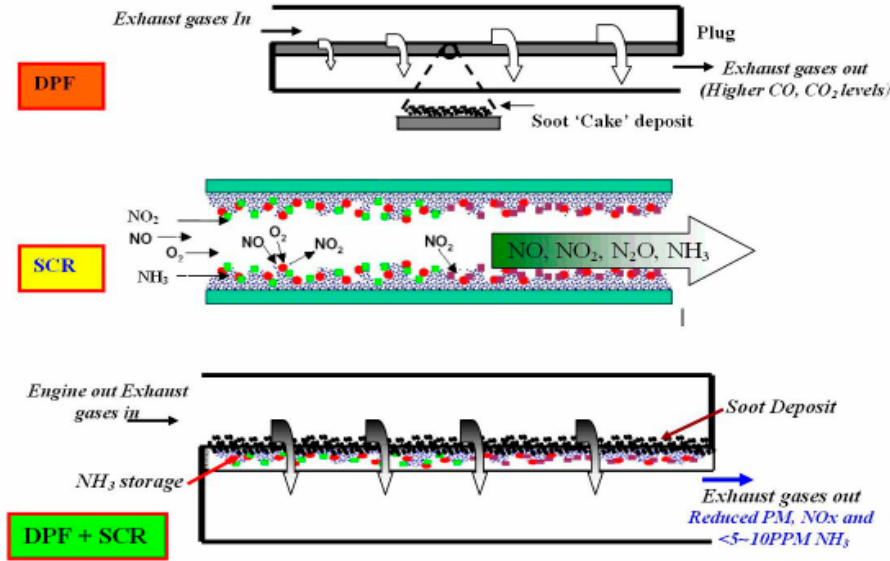 Exhaust gases In
Plug
DPF
Exhaust gases out
(Higher CO, CO₂ levels)
Soot ‘Cake’ deposit
NO₂
NO
O₂
NH₃
SCR
O₂
NO
NO₂
NO₂
NO, NO₂, N₂O, NH₃
Engine out Exhaust
gases in
Soot Deposit
NH₃ storage
DPF + SCR
Exhaust gases out
Reduced PM, NOx and
<5~10PPM NH₃